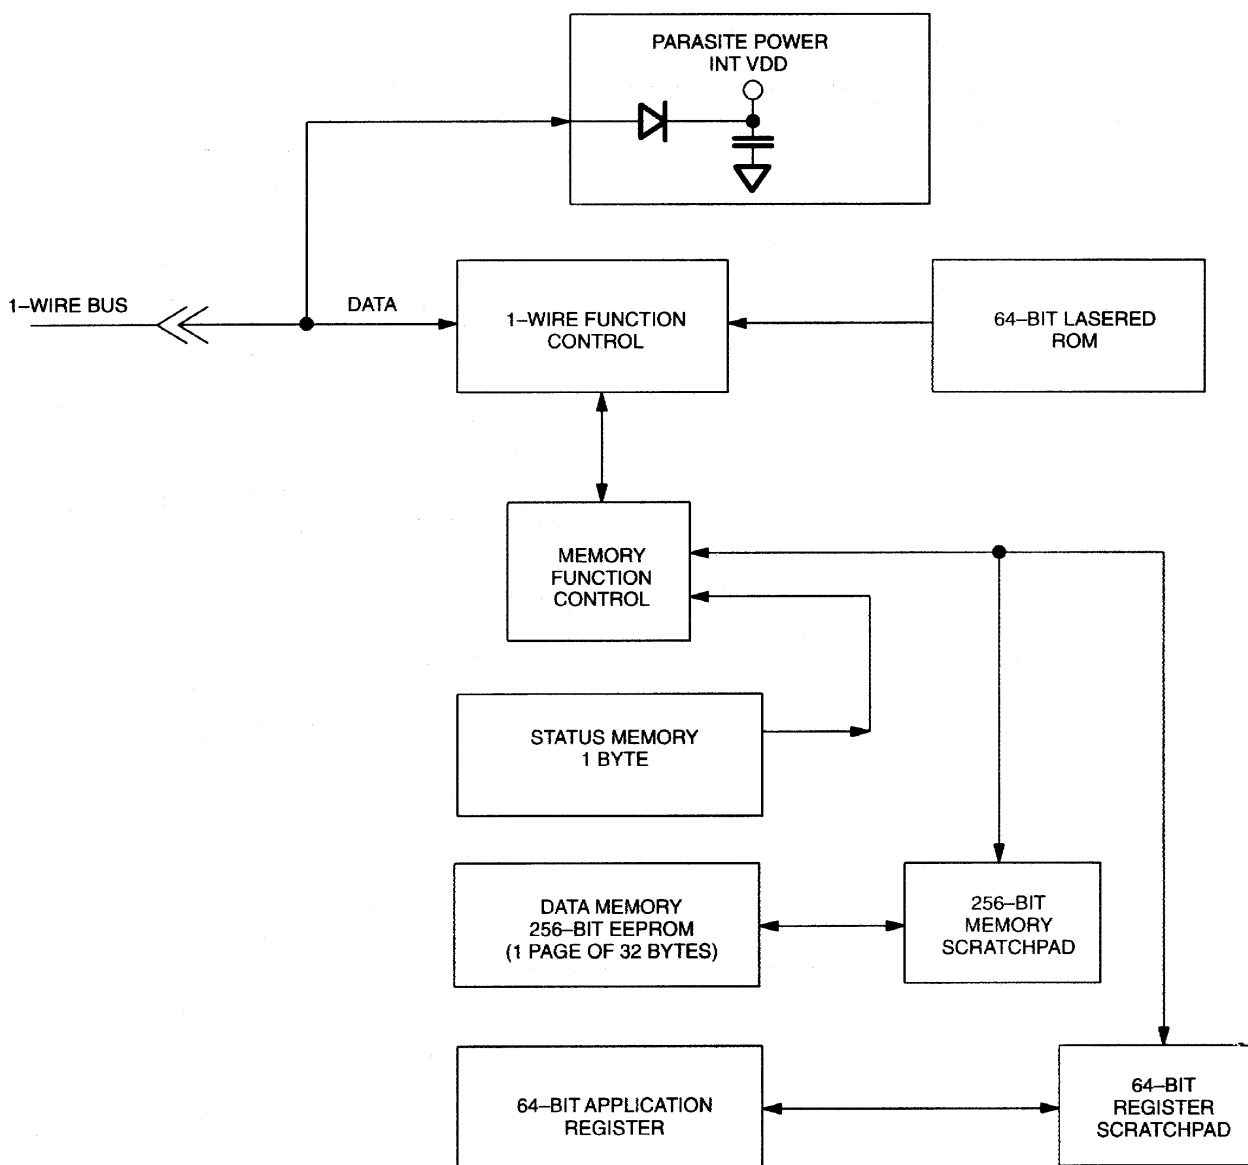 PARASITE POWER
INT VDD
1–WIRE BUS
DATA
1–WIRE FUNCTION
CONTROL
64–BIT LASERED
ROM
MEMORY
FUNCTION
CONTROL
STATUS MEMORY
1 BYTE
DATA MEMORY
256–BIT EEPROM
(1 PAGE OF 32 BYTES)
256–BIT
MEMORY
SCRATCHPAD
64–BIT APPLICATION
REGISTER
64–BIT
REGISTER
SCRATCHPAD